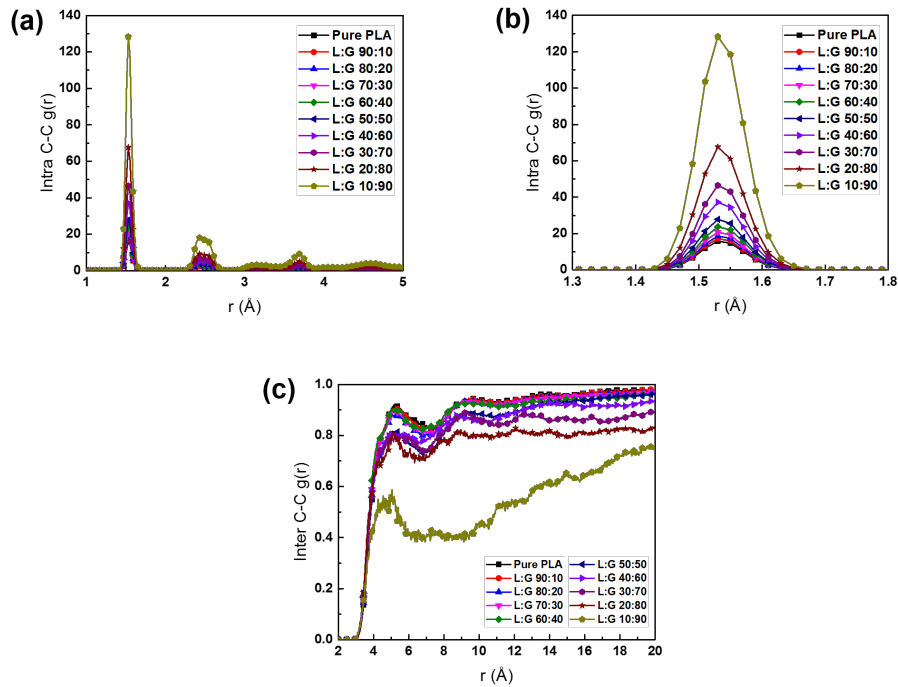 (a)
140
120
100
80
60
40
20
0
Intra C-C g(r)
1
2
3
4
5
r (Å)
Pure PLA
L:G 90:10
L:G 80:20
L:G 70:30
L:G 60:40
L:G 50:50
L:G 40:60
L:G 30:70
L:G 20:80
L:G 10:90
(b)
140
120
100
80
60
40
20
0
Intra C-C g(r)
1.3
1.4
1.5
1.6
1.7
1.8
r (Å)
Pure PLA
L:G 90:10
L:G 80:20
L:G 70:30
L:G 60:40
L:G 50:50
L:G 40:60
L:G 30:70
L:G 20:80
L:G 10:90
(c)
1.0
0.8
0.6
0.4
0.2
0.0
Inter C-C g(r)
2
4
6
8
10
12
14
16
18
20
r (Å)
Pure PLA
L:G 90:10
L:G 80:20
L:G 70:30
L:G 60:40
L:G 50:50
L:G 40:60
L:G 30:70
L:G 20:80
L:G 10:90